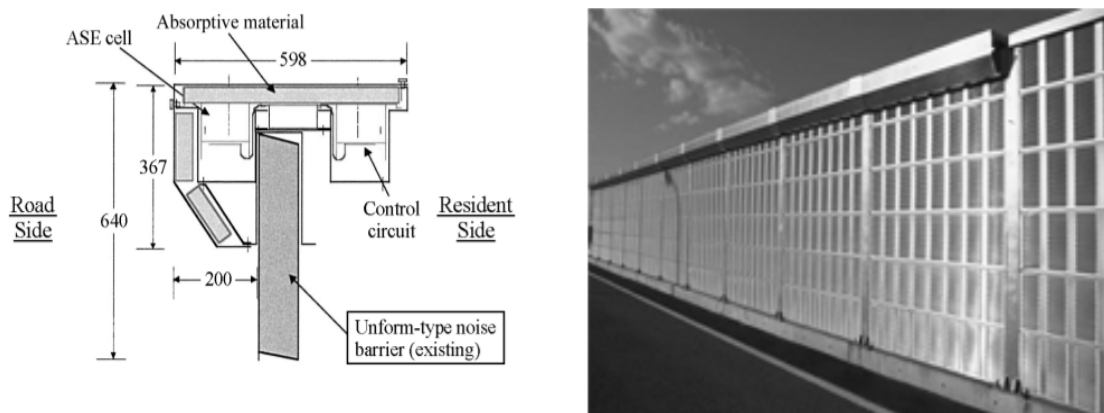 Absorptive material
ASE cell
598
367
640
Road
Side
Resident
Side
Control
circuit
200
Unform-type noise
barrier (existing)